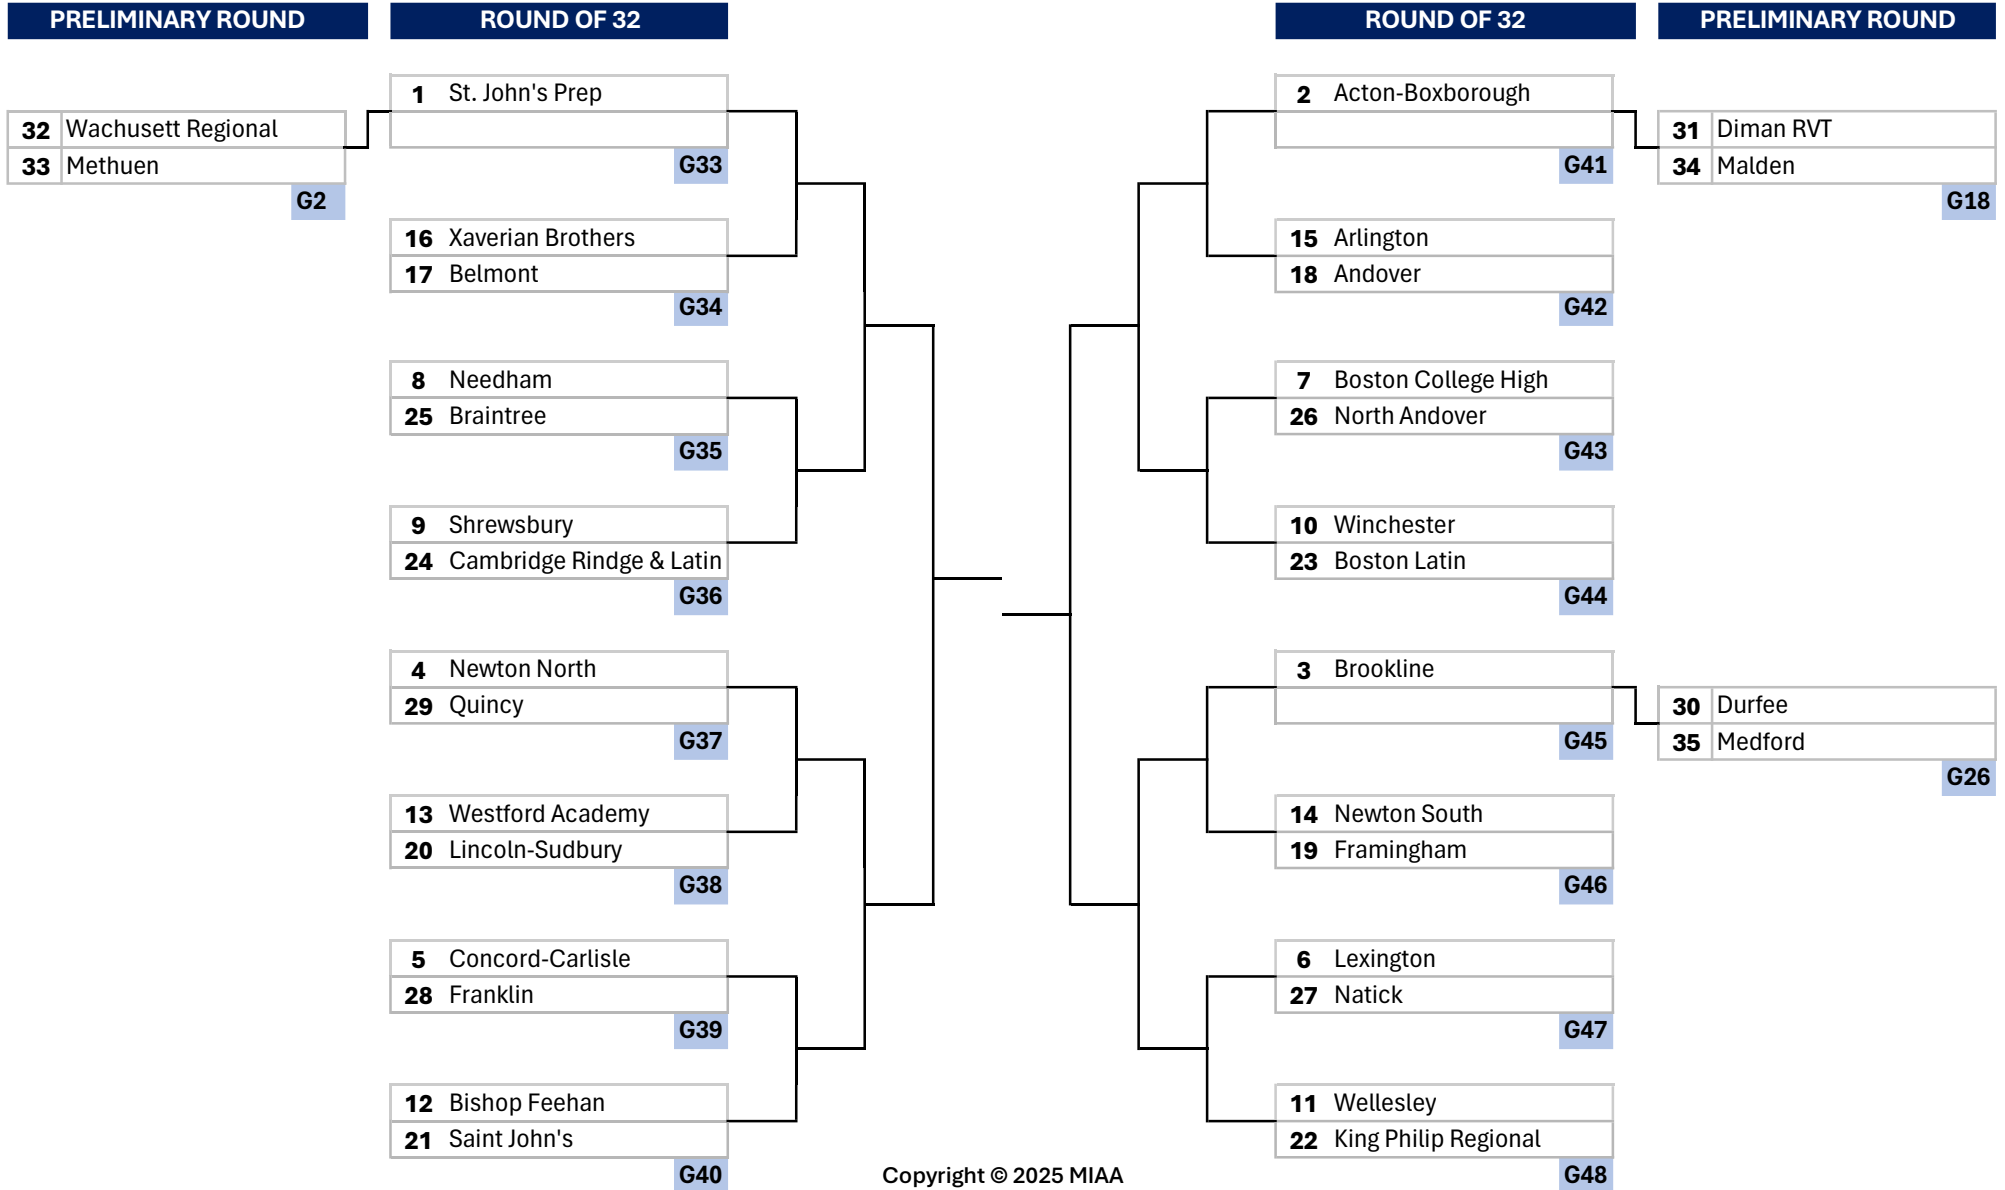 PRELIMINARY ROUND
ROUND OF 32
ROUND OF 32
PRELIMINARY ROUND
32 Wachusett Regional
33 Methuen
G2
1 St. John's Prep
G33
16 Xaverian Brothers
17 Belmont
G34
8 Needham
25 Braintree
G35
9 Shrewsbury
24 Cambridge Rindge & Latin
G36
4 Newton North
29 Quincy
G37
13 Westford Academy
20 Lincoln-Sudbury
G38
5 Concord-Carlisle
28 Franklin
G39
12 Bishop Feehan
21 Saint John's
G40
2 Acton-Boxborough
G41
15 Arlington
18 Andover
G42
7 Boston College High
26 North Andover
G43
10 Winchester
23 Boston Latin
G44
3 Brookline
G45
14 Newton South
19 Framingham
G46
6 Lexington
27 Natick
G47
11 Wellesley
22 King Philip Regional
G48
31 Diman RVT
34 Malden
G18
30 Durfee
35 Medford
G26
Copyright © 2025 MIAA